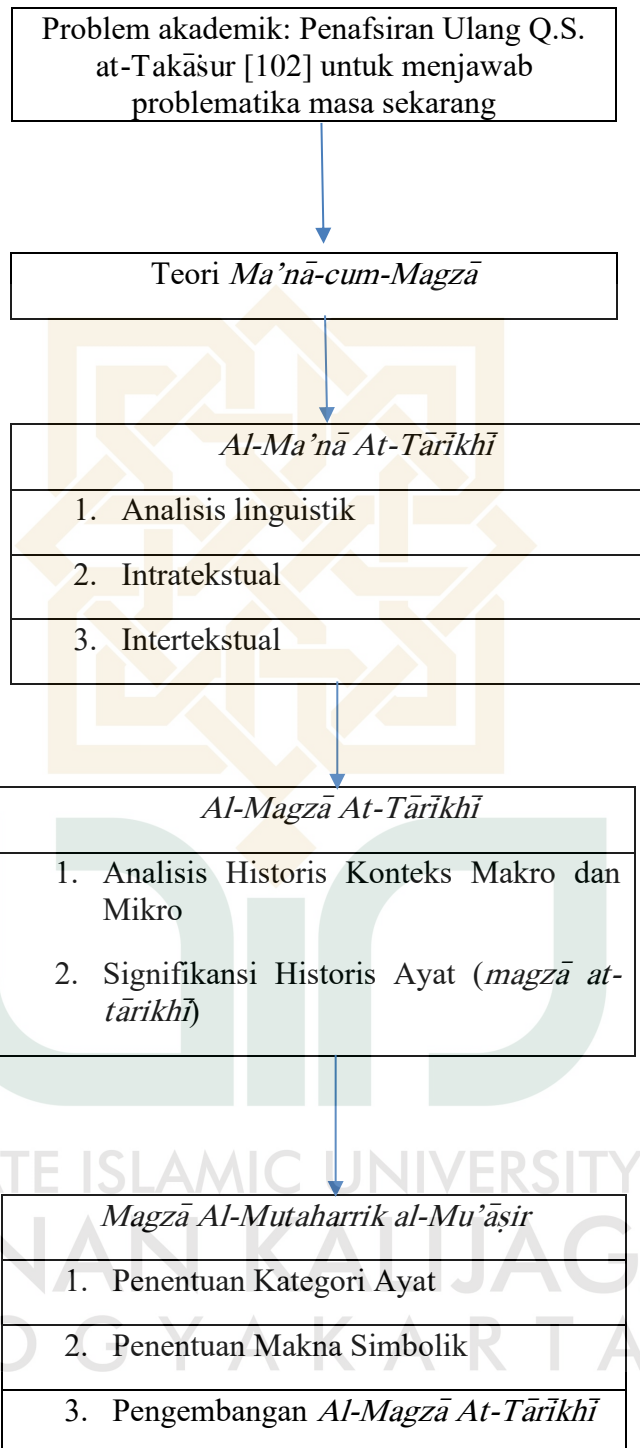 Problem akademik: Penafsiran Ulang Q.S.
at-Takāṡur [102] untuk menjawab
problematika masa sekarang
Teori Ma’nā-cum-Magzā
Al-Ma’nā At-Tārīkhī
1. Analisis linguistik
2. Intratekstual
3. Intertekstual
Al-Magzā At-Tārīkhī
1. Analisis Historis Konteks Makro dan
Mikro
2. Signifikansi Historis Ayat (magzā at-
tārikhī)
TE ISLAMIC UNIVERSITY
Magzā Al-Mutaharrik al-Mu’āṣir
NAN KALIJAG
1. Penentuan Kategori Ayat
2. Penentuan Makna Simbolik
OGYAKARTA
3. Pengembangan Al-Magzā At-Tārīkhī